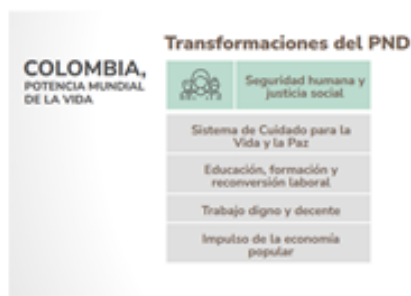 Transformaciones del PND
COLOMBIA,
POTENCIA MUNDIAL
DE LA VIDA
Seguridad humana y
justicia social
Sistema de Cuidado para la
Vida y la Paz
Educación, formación y
reconversión laboral
Trabajo digno y decente
Impulso de la economía
popular